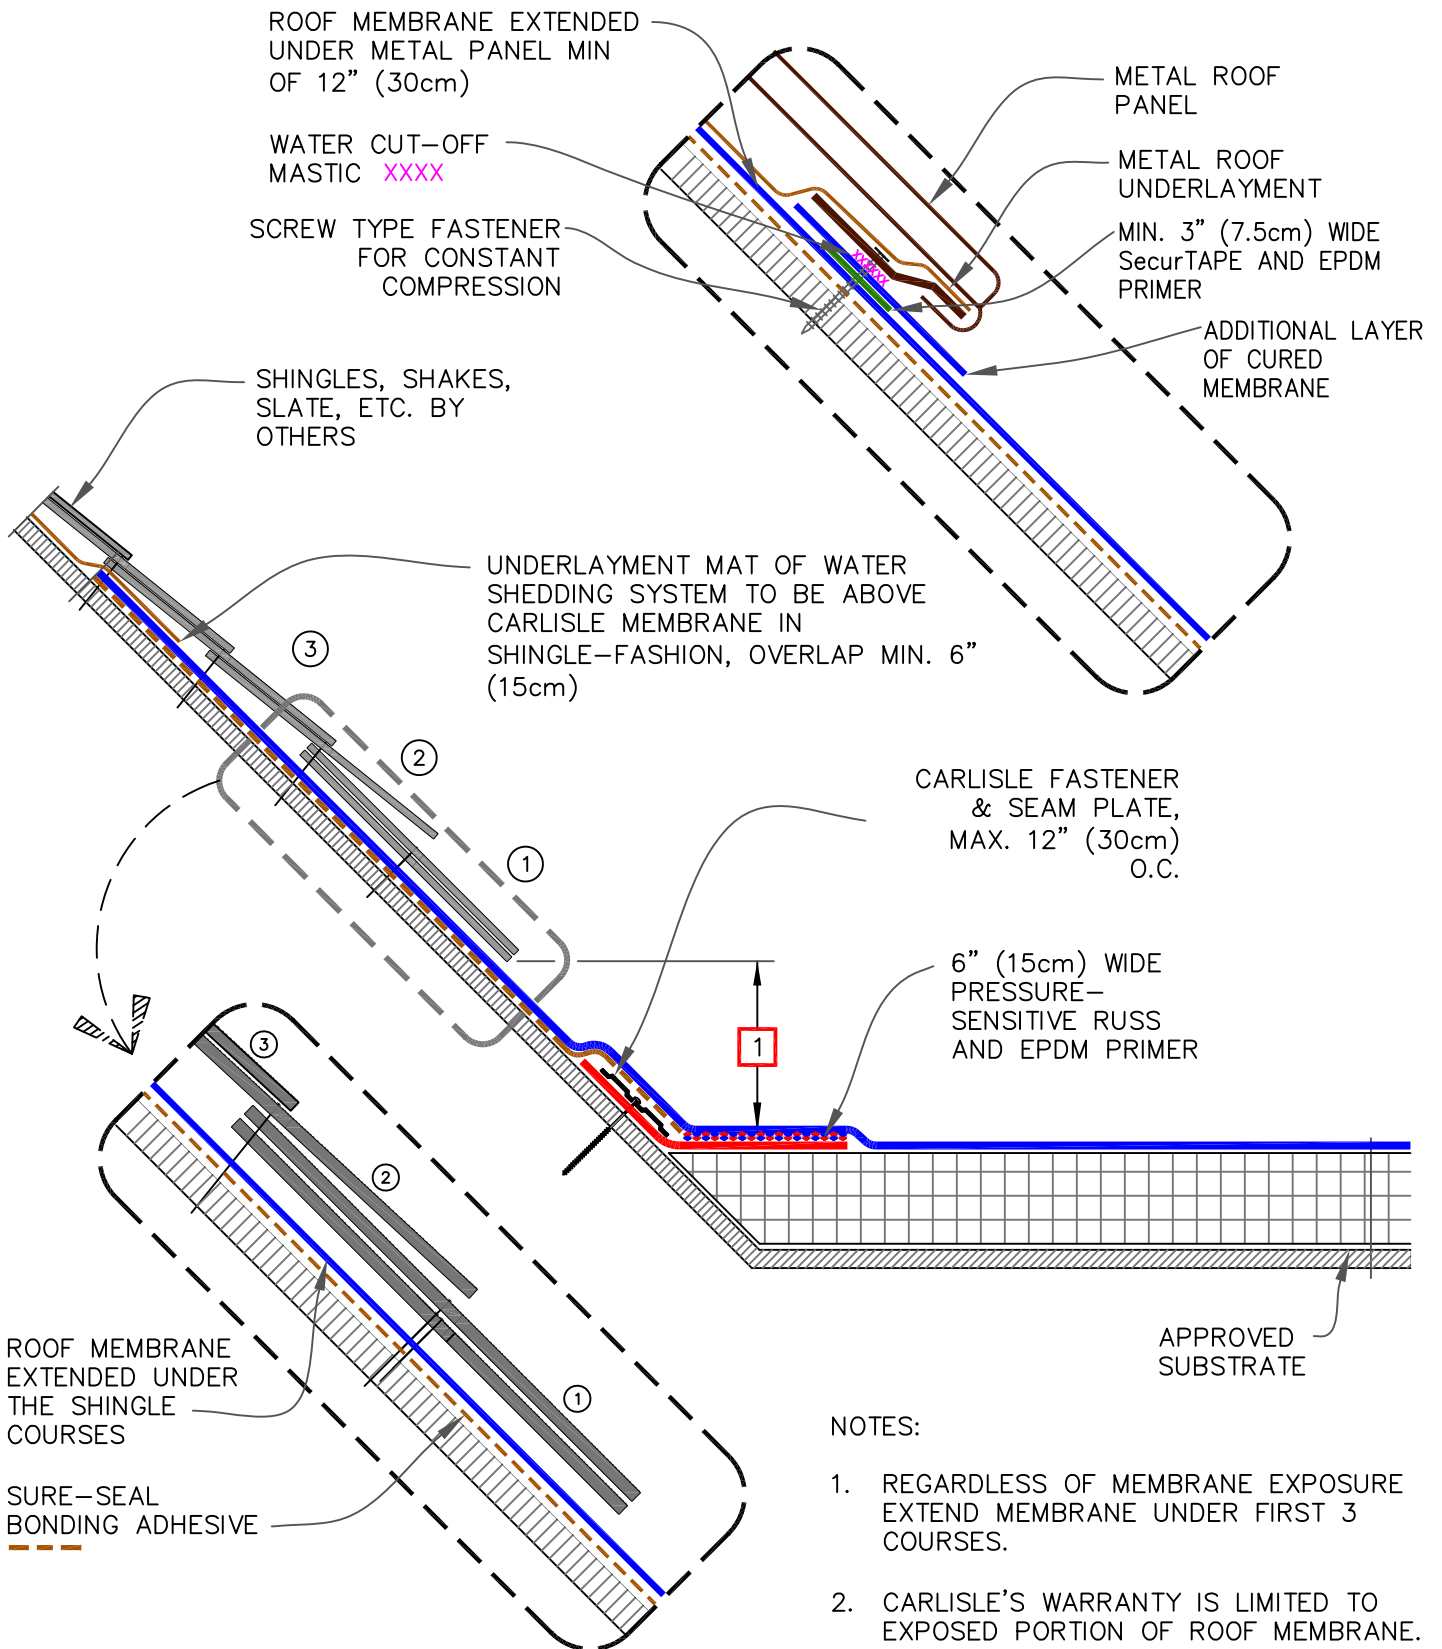 ROOF MEMBRANE EXTENDED
UNDER METAL PANEL MIN
OF 12” (30cm)
WATER CUT–OFF
MASTIC XXXX
SCREW TYPE FASTENER
FOR CONSTANT
COMPRESSION
METAL ROOF
PANEL
METAL ROOF
UNDERLAYMENT
MIN. 3” (7.5cm) WIDE
SecurTAPE AND EPDM
PRIMER
ADDITIONAL LAYER
OF CURED
MEMBRANE
XXXXX
SHINGLES, SHAKES,
SLATE, ETC. BY
OTHERS
UNDERLAYMENT MAT OF WATER
SHEDDING SYSTEM TO BE ABOVE
CARLISLE MEMBRANE IN
SHINGLE–FASHION, OVERLAP MIN. 6”
(15cm)
3
2
1
CARLISLE FASTENER
& SEAM PLATE,
MAX. 12” (30cm)
O.C.
6” (15cm) WIDE
PRESSURE–
SENSITIVE RUSS
AND EPDM PRIMER
1
3
2
1
ROOF MEMBRANE
EXTENDED UNDER
THE SHINGLE
COURSES
SURE–SEAL
BONDING ADHESIVE
APPROVED
SUBSTRATE
NOTES:
1. REGARDLESS OF MEMBRANE EXPOSURE
EXTEND MEMBRANE UNDER FIRST 3
COURSES.
2. CARLISLE’S WARRANTY IS LIMITED TO
EXPOSED PORTION OF ROOF MEMBRANE.